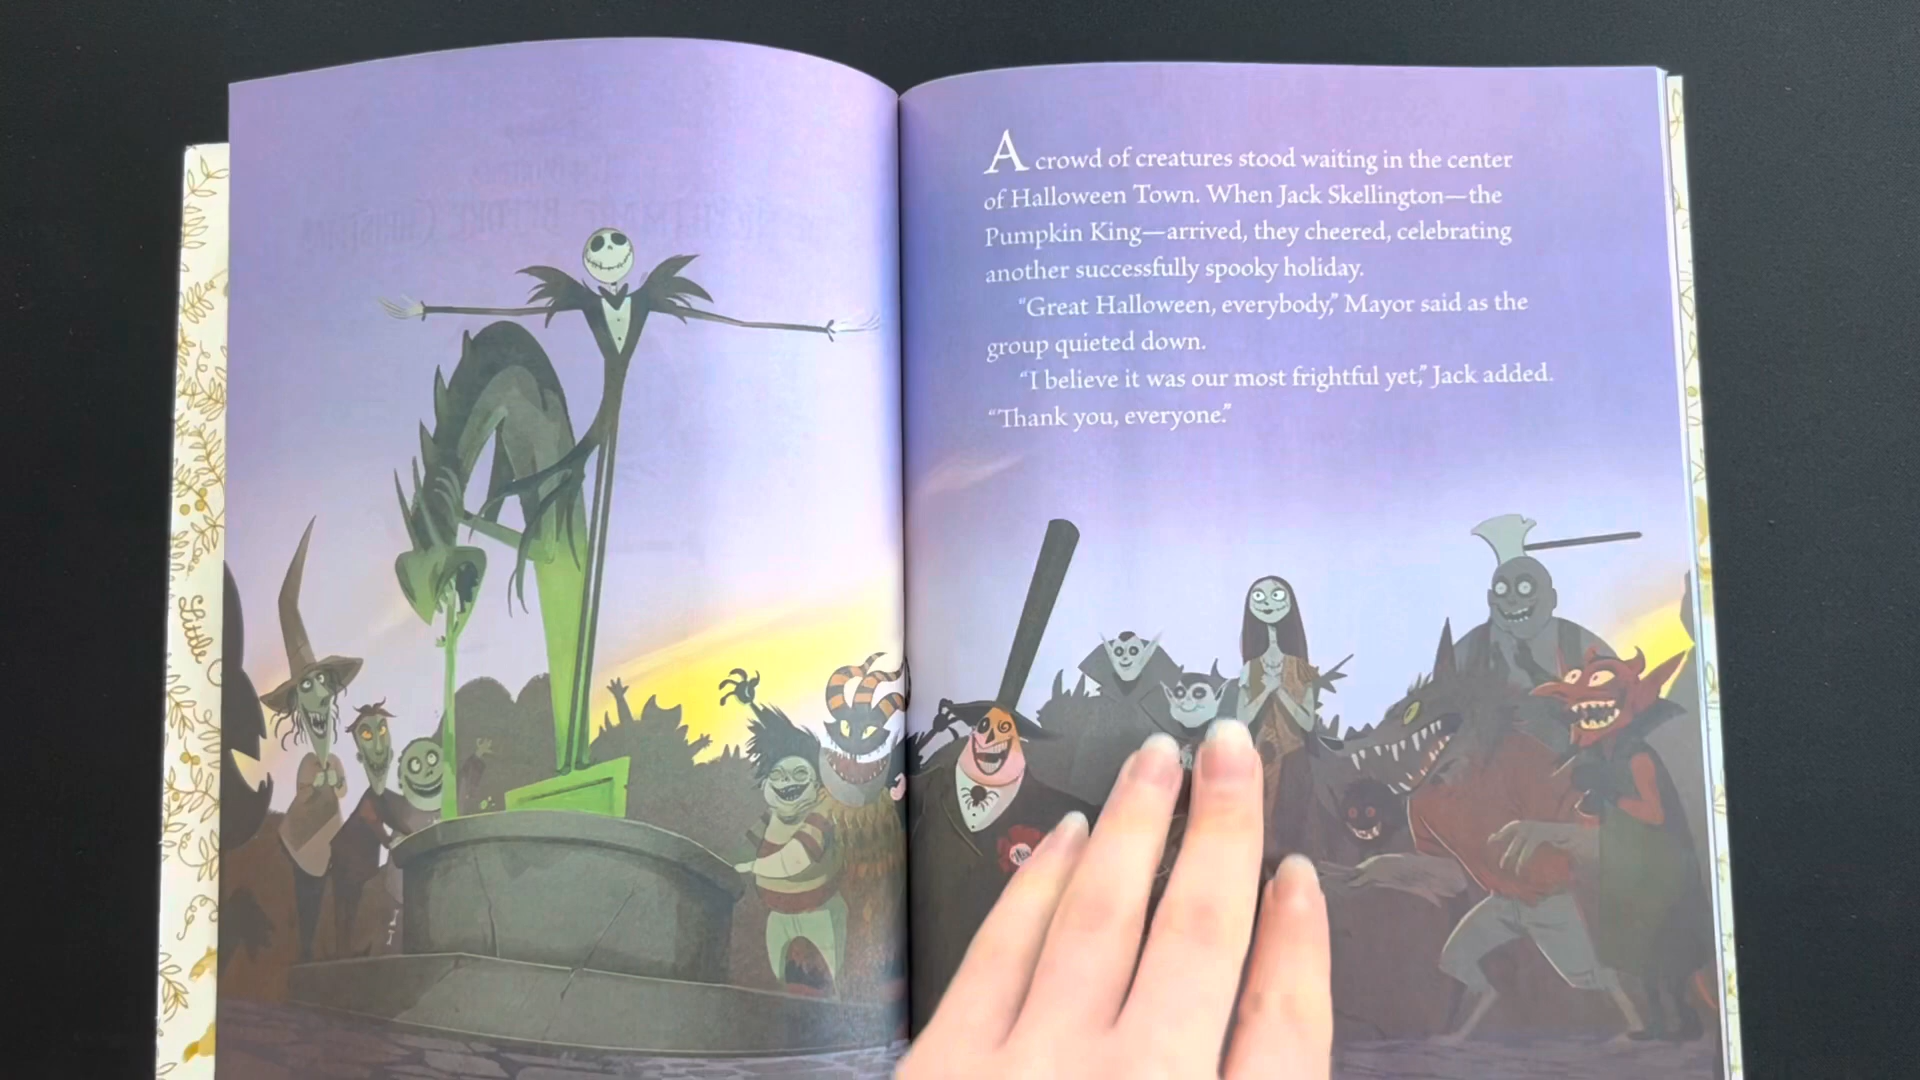 A crowd of creatures stood waiting in the center
of Halloween Town. When Jack Skellington—the
Pumpkin King—arrived, they cheered, celebrating
another successfully spooky holiday.
“Great Halloween, everybody,” Mayor said as the
group quieted down.
“I believe it was our most frightful yet,” Jack added.
“Thank you, everyone.”
Little